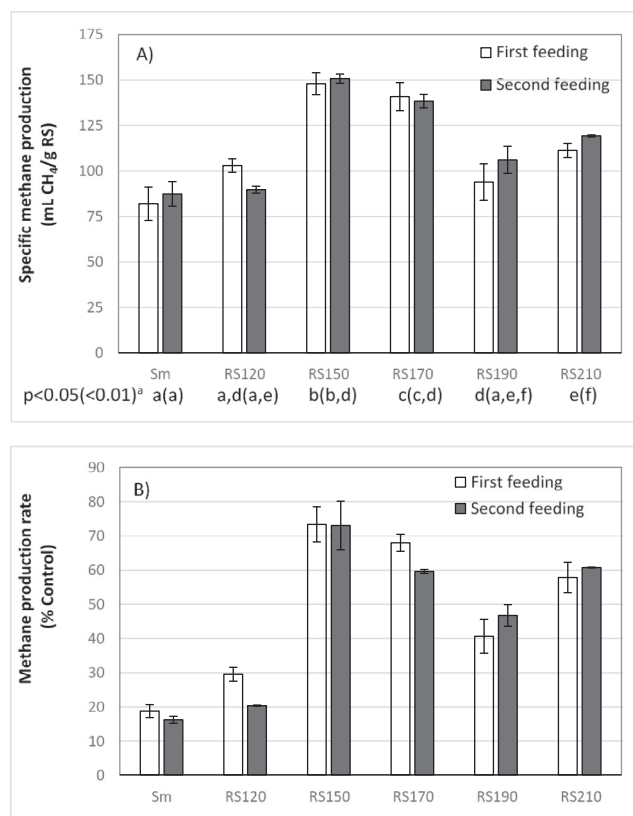 A)
First feeding
Second feeding
Specific methane production
(mL CH₄/g RS)
175
150
125
100
75
50
25
0
Sm RS120 RS150 RS170 RS190 RS210
p<0.05(<0.01)ᵃ a(a) a,d(a,e) b(b,d) c(c,d) d(a,e,f) e(f)
B)
First feeding
Second feeding
Methane production rate
(% Control)
90
80
70
60
50
40
30
20
10
0
Sm RS120 RS150 RS170 RS190 RS210